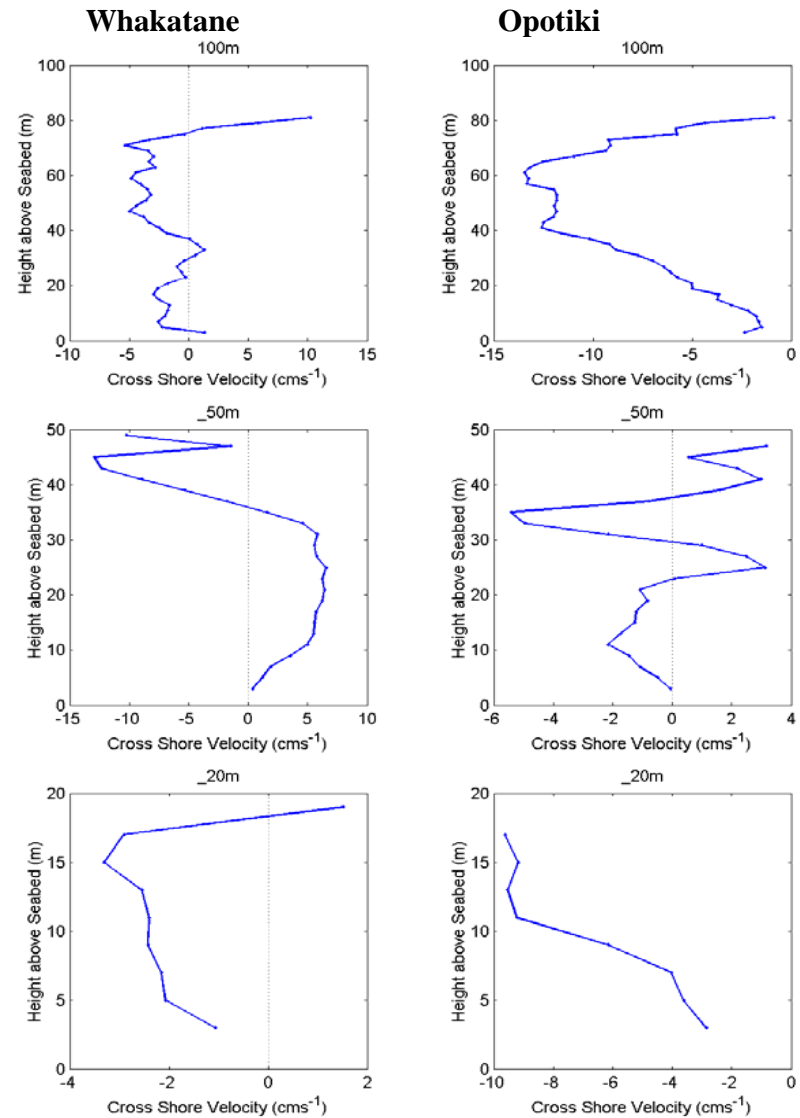 Whakatane Opotiki
100m
100
80
60
40
20
0
Height above Seabed (m)
-10 -5 0 5 10 15
Cross Shore Velocity (cms⁻¹)
100m
100
80
60
40
20
0
Height above Seabed (m)
-15 -10 -5 0
Cross Shore Velocity (cms⁻¹)
_50m
50
40
30
20
10
0
Height above Seabed (m)
-15 -10 -5 0 5 10
Cross Shore Velocity (cms⁻¹)
_50m
50
40
30
20
10
0
Height above Seabed (m)
-6 -4 -2 0 2 4
Cross Shore Velocity (cms⁻¹)
_20m
20
15
10
5
0
Height above Seabed (m)
-4 -2 0 2
Cross Shore Velocity (cms⁻¹)
_20m
20
15
10
5
0
Height above Seabed (m)
-10 -8 -6 -4 -2 0
Cross Shore Velocity (cms⁻¹)